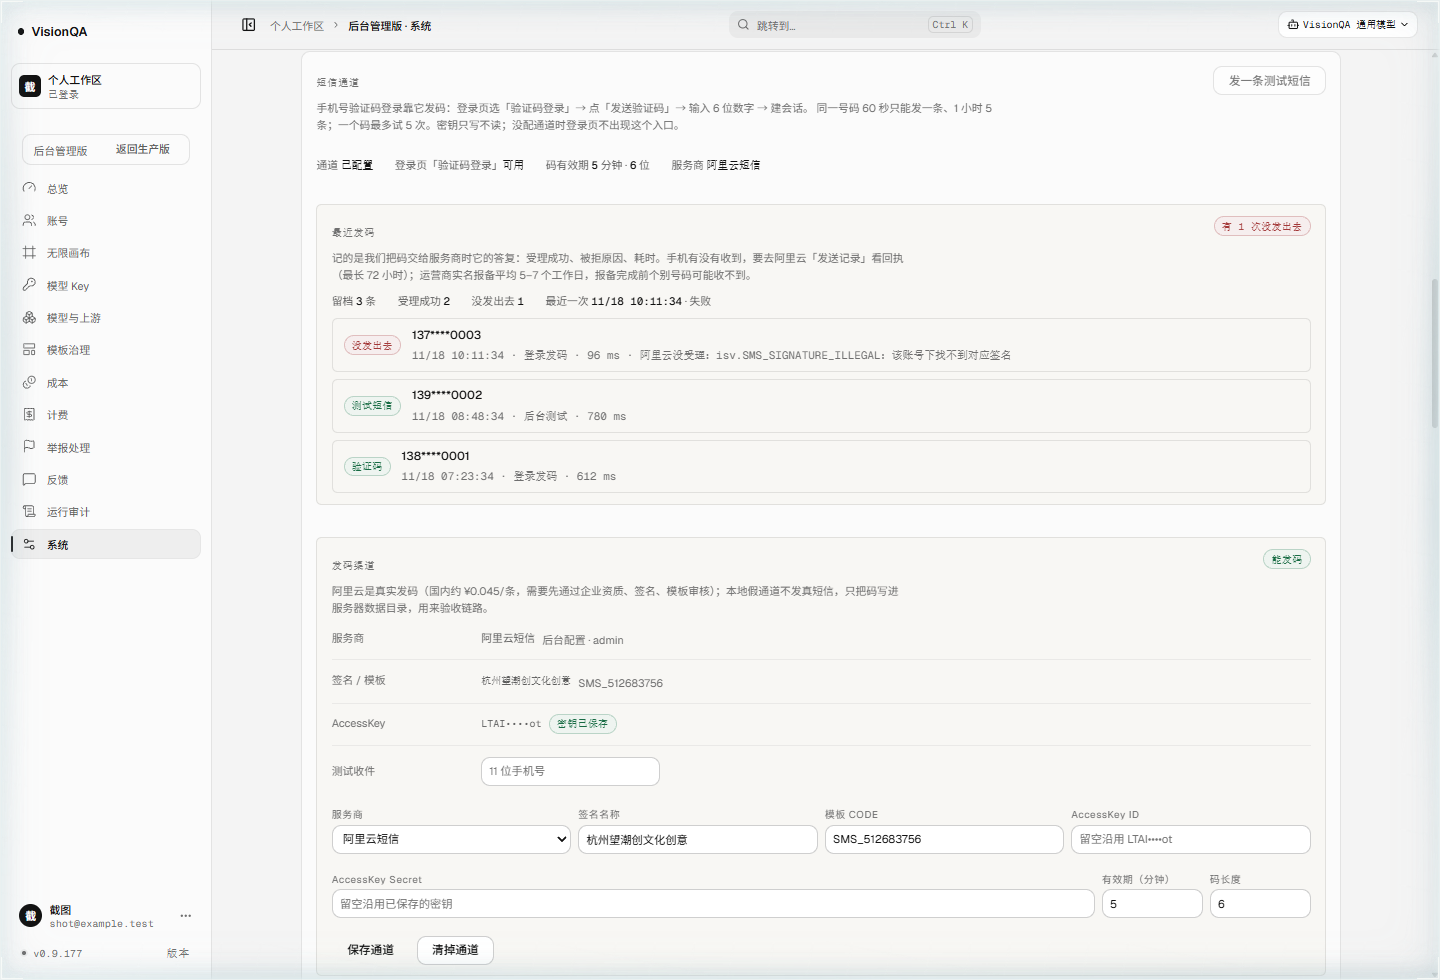 VisionQA
截
个人工作区
已登录
后台管理版
返回生产版
总览
账号
无限画布
模型 Key
模型与上游
模板治理
成本
计费
举报处理
反馈
运行审计
系统
截
截图
shot@example.test
v0.9.177
版本
个人工作区
后台管理版 · 系统
跳转到…
Ctrl K
VisionQA 通用模型
短信通道
发一条测试短信
手机号验证码登录靠它发码：登录页选「验证码登录」→ 点「发送验证码」→ 输入 6 位数字 → 建会话。 同一号码 60 秒只能发一条、1 小时 5
条；一个码最多试 5 次。密钥只写不读；没配通道时登录页不出现这个入口。
通道 已配置 登录页「验证码登录」可用 码有效期 5 分钟 · 6 位 服务商 阿里云短信
最近发码
有 1 次没发出去
记的是我们把码交给服务商时它的答复：受理成功、被拒原因、耗时。手机有没有收到，要去阿里云「发送记录」看回执
（最长 72 小时）；运营商实名报备平均 5–7 个工作日，报备完成前个别号码可能收不到。
留档 3 条 受理成功 2 没发出去 1 最近一次 11/18 10:11:34 · 失败
没发出去
137****0003
11/18 10:11:34 · 登录发码 · 96 ms · 阿里云没受理：isv.SMS_SIGNATURE_ILLEGAL：该账号下找不到对应签名
测试短信
139****0002
11/18 08:48:34 · 后台测试 · 780 ms
验证码
138****0001
11/18 07:23:34 · 登录发码 · 612 ms
发码渠道
能发码
阿里云是真实发码（国内约 ¥0.045/条，需要先通过企业资质、签名、模板审核）；本地假通道不发真短信，只把码写进
服务器数据目录，用来验收链路。
服务商 阿里云短信 后台配置 · admin
签名 / 模板 杭州望潮创文化创意 SMS_512683756
AccessKey LTAI····ot 密钥已保存
测试收件 11 位手机号
服务商
签名名称
模板 CODE
AccessKey ID
阿里云短信
杭州望潮创文化创意
SMS_512683756
留空沿用 LTAI••••ot
AccessKey Secret
有效期（分钟）
码长度
留空沿用已保存的密钥
5
6
保存通道
清掉通道